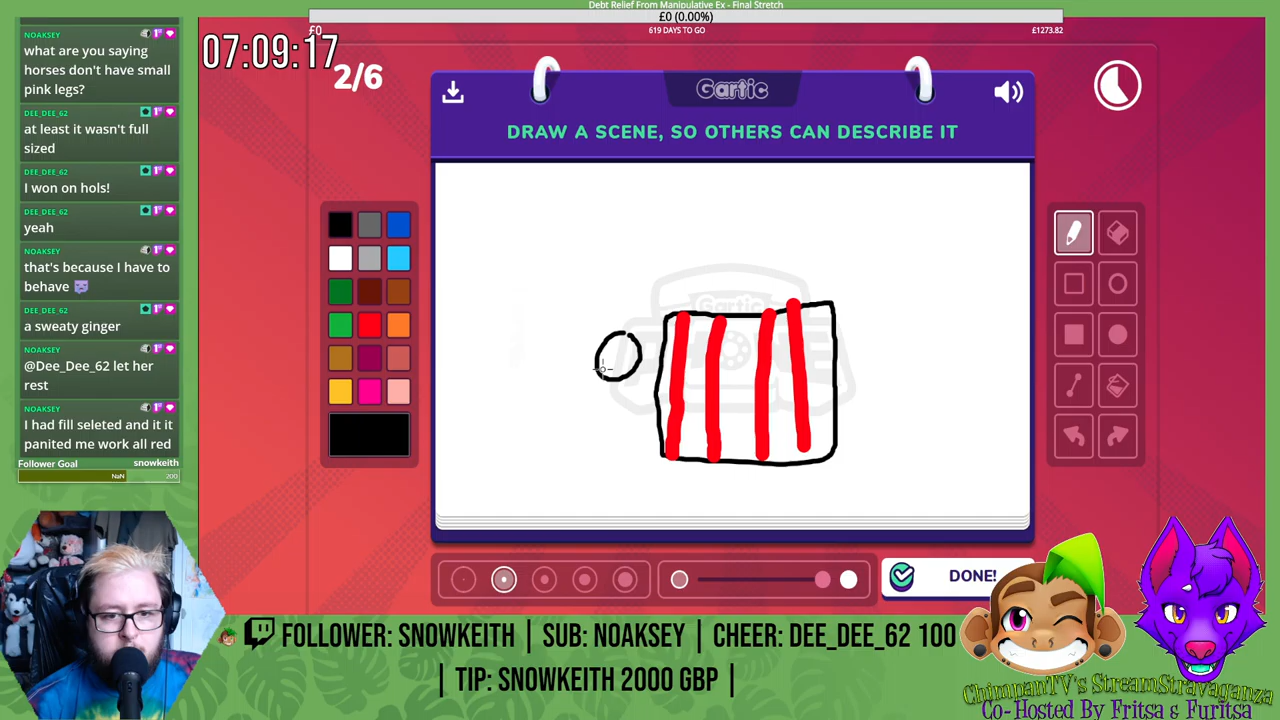 Debt Relief From Manipulative Ex - Final Stretch
£0 (0.00%)
£0
619 DAYS TO GO
£1273.82
07:09:17
2/6
NOAKSEY
what are you saying
horses don't have small
pink legs?
DEE_DEE_62
at least it wasn't full
sized
DEE_DEE_62
I won on hols!
DEE_DEE_62
yeah
NOAKSEY
that's because I have to
behave
DEE_DEE_62
a sweaty ginger
NOAKSEY
@Dee_Dee_62 let her
rest
NOAKSEY
I had fill seleted and it it
panited me work all red
Follower Goal
snowkeith
NaN
200
Gartic
DRAW A SCENE, SO OTHERS CAN DESCRIBE IT
Gartic
DONE!
FOLLOWER: SNOWKEITH | SUB: NOAKSEY | CHEER: DEE_DEE_62 100
| TIP: SNOWKEITH 2000 GBP |
ChimpanTV's StreamStravaganza
Co-Hosted By Fritsa & Furitsa